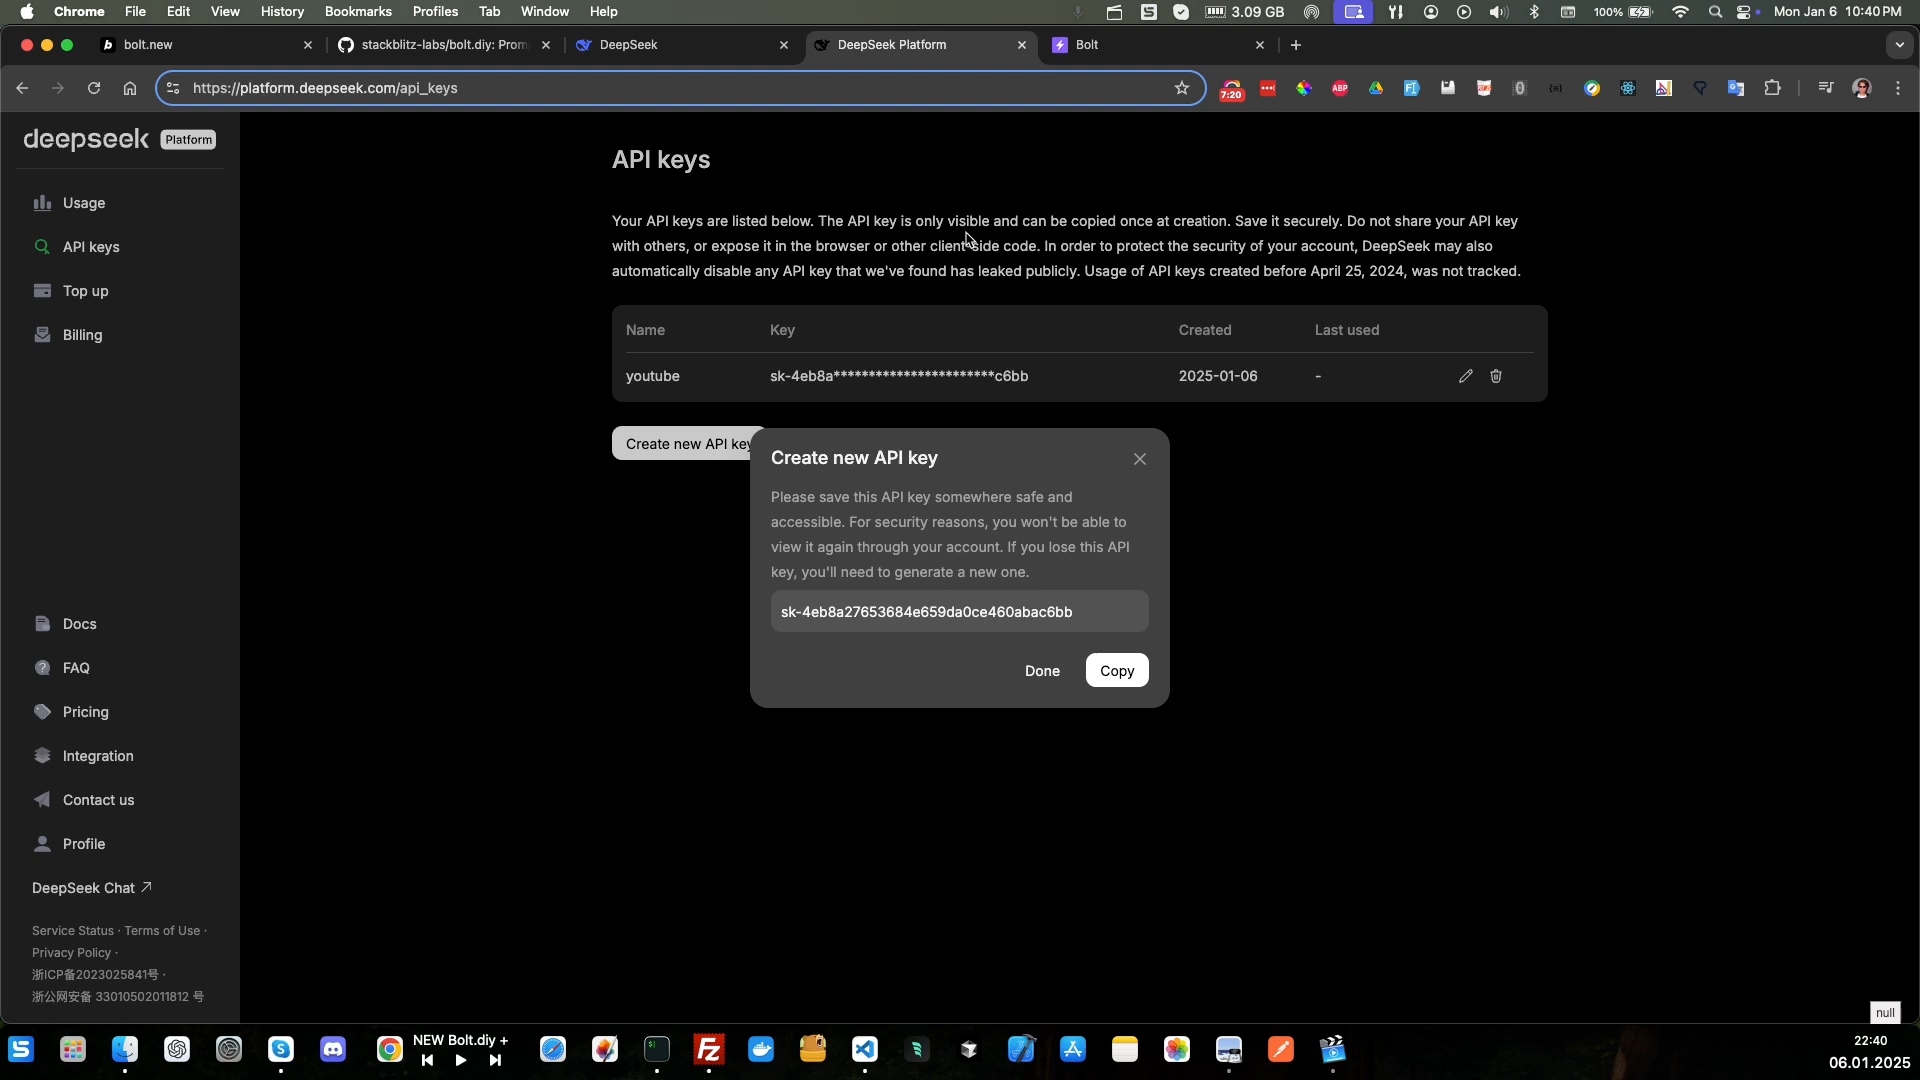 Chrome File Edit View History Bookmarks Profiles Tab Window Help
3.09 GB 100% Mon Jan 6 10:40 PM
bolt.new
stackblitz-labs/bolt.diy: Prom
DeepSeek
DeepSeek Platform
Bolt
https://platform.deepseek.com/api_keys
7:20
ABP
deepseek Platform
Usage
API keys
Top up
Billing
Docs
FAQ
Pricing
Integration
Contact us
Profile
DeepSeek Chat
Service Status · Terms of Use ·
Privacy Policy ·
浙ICP备2023025841号 ·
浙公网安备 33010502011812 号
API keys
Your API keys are listed below. The API key is only visible and can be copied once at creation. Save it securely. Do not share your API key
with others, or expose it in the browser or other client-side code. In order to protect the security of your account, DeepSeek may also
automatically disable any API key that we've found has leaked publicly. Usage of API keys created before April 25, 2024, was not tracked.
Name Key Created Last used
youtube sk-4eb8a***********************c6bb 2025-01-06 -
Create new API key
Create new API key
Please save this API key somewhere safe and
accessible. For security reasons, you won't be able to
view it again through your account. If you lose this API
key, you'll need to generate a new one.
sk-4eb8a27653684e659da0ce460abac6bb
Done Copy
null
NEW Bolt.diy +
22:40
06.01.2025